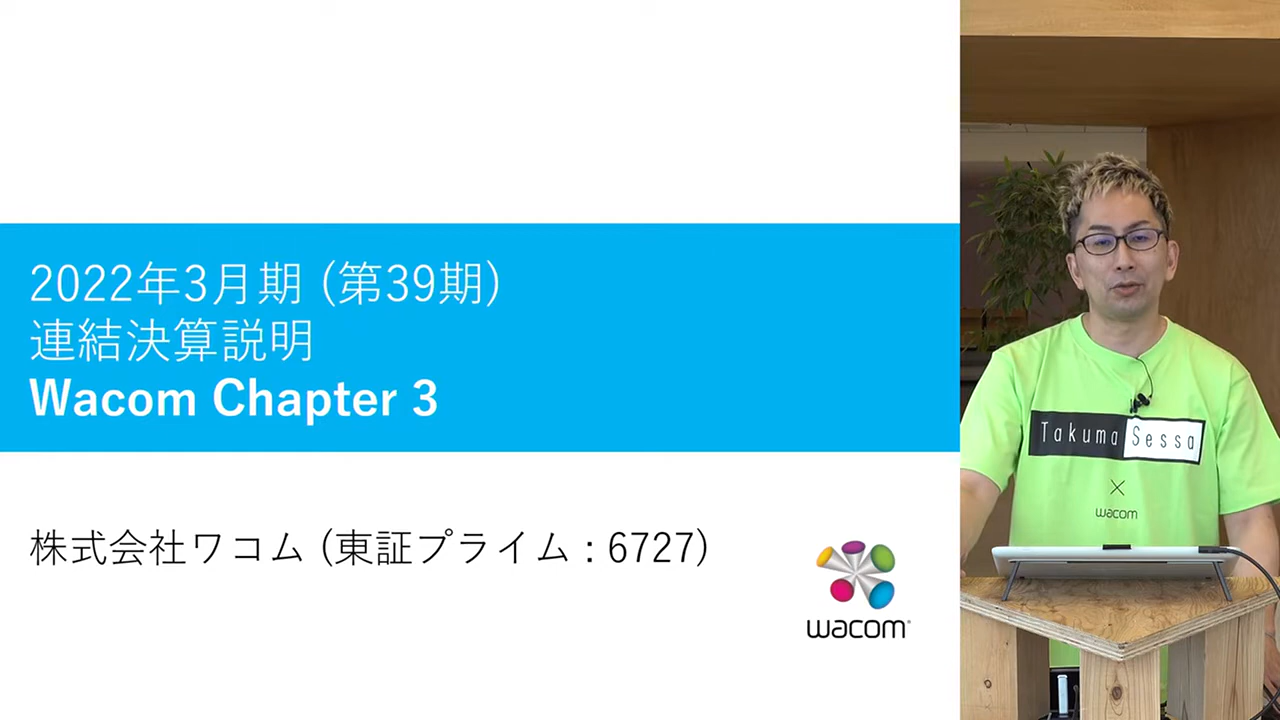 2022年3月期 (第39期)
連結決算説明
Wacom Chapter 3
株式会社ワコム (東証プライム : 6727)
wacom
Takuma Sessa
×
wacom